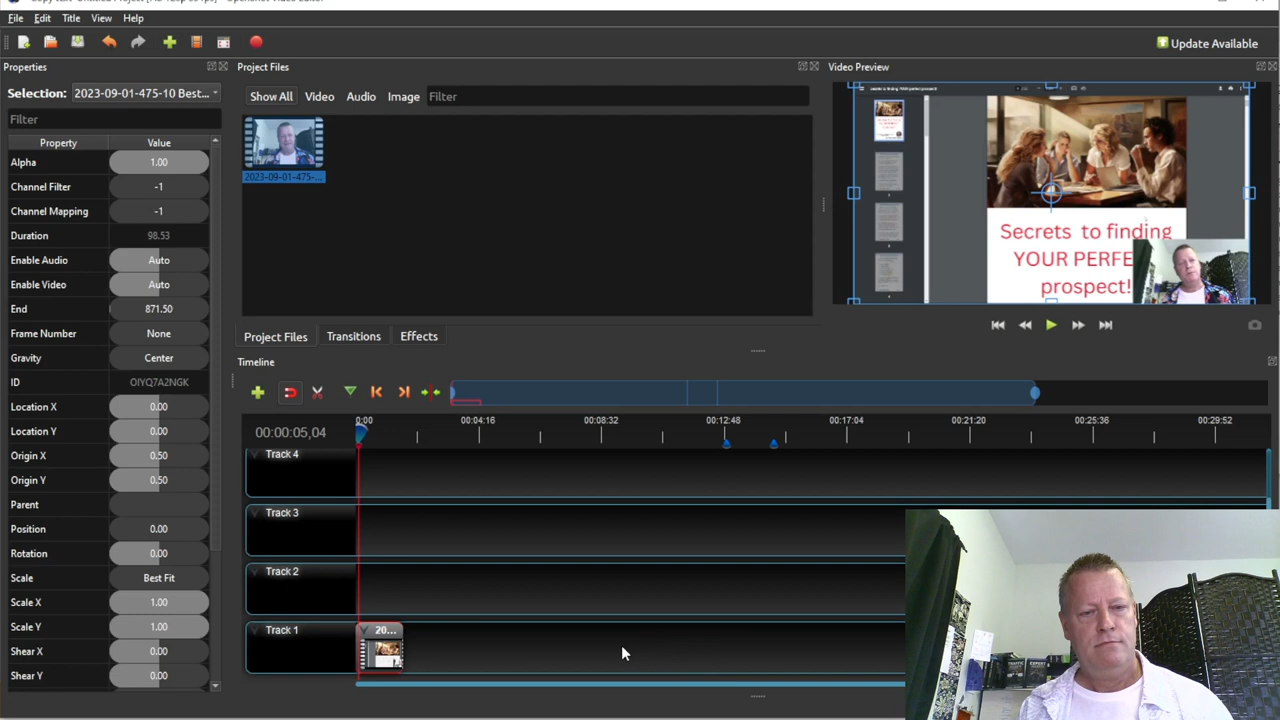 File Edit Title View Help
Update Available
Properties
Project Files
Video Preview
Selection: 2023-09-01-475-10 Best...
Show All Video Audio Image Filter
Filter
Property Value
Alpha 1.00
Channel Filter -1
Channel Mapping -1
Duration 98.53
Enable Audio Auto
Enable Video Auto
End 871.50
Frame Number None
Gravity Center
ID OIYQ7A2NGK
Location X 0.00
Location Y 0.00
Origin X 0.50
Origin Y 0.50
Parent
Position 0.00
Rotation 0.00
Scale Best Fit
Scale X 1.00
Scale Y 1.00
Shear X 0.00
Shear Y 0.00
2023-09-01-475-...
Secrets to finding
YOUR PERFE
prospect!
Project Files Transitions Effects
Timeline
00:00:05,04
0:00 00:04:16 00:08:32 00:12:48 00:17:04 00:21:20 00:25:36 00:29:52
Track 4
Track 3
Track 2
Track 1 20...